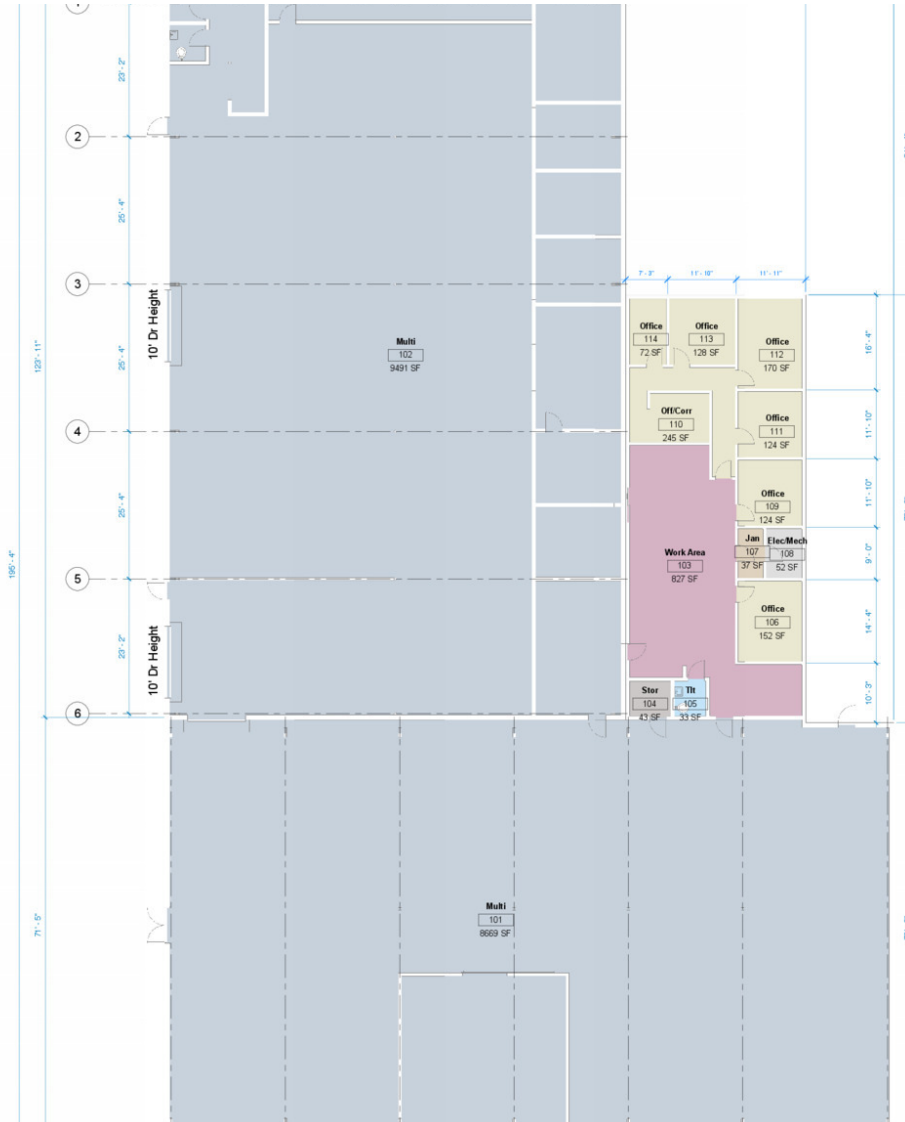 23' - 2"
2
25' - 4"
3
7' - 3"
11' - 10"
11' - 11"
10' Dr Height
123' - 11"
25' - 4"
Multi
102
9491 SF
Office
114
72 SF
Office
113
128 SF
Office
112
170 SF
16' - 4"
4
Off/Corr
110
245 SF
Office
111
124 SF
11' - 10"
25' - 4"
Office
109
124 SF
11' - 10"
195' - 4"
5
Work Area
103
827 SF
Jan
107
37 SF
Elec/Mech
108
52 SF
9' - 0"
10' Dr Height
23' - 2"
Office
106
152 SF
14' - 4"
6
Stor
104
43 SF
Tlt
105
33 SF
10' - 3"
71' - 5"
Multi
101
8669 SF